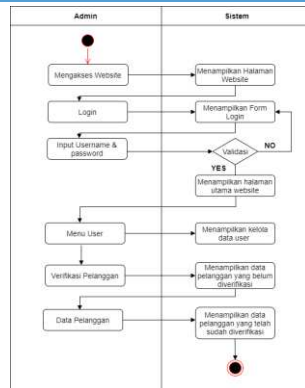 Admin
Sistem
Mengakses Website
Menampilkan Halaman
Website
Login
Menampilkan Form
Login
Input Username &
password
Validasi
NO
YES
Menampilkan halaman
utama website
Menu User
Menampilkan kelola
data user
Verifikasi Pelanggan
Menampilkan data
pelanggan yang belum
diverifikasi
Data Pelanggan
Menampilkan data
pelanggan yang telah
sudah diverifikasi